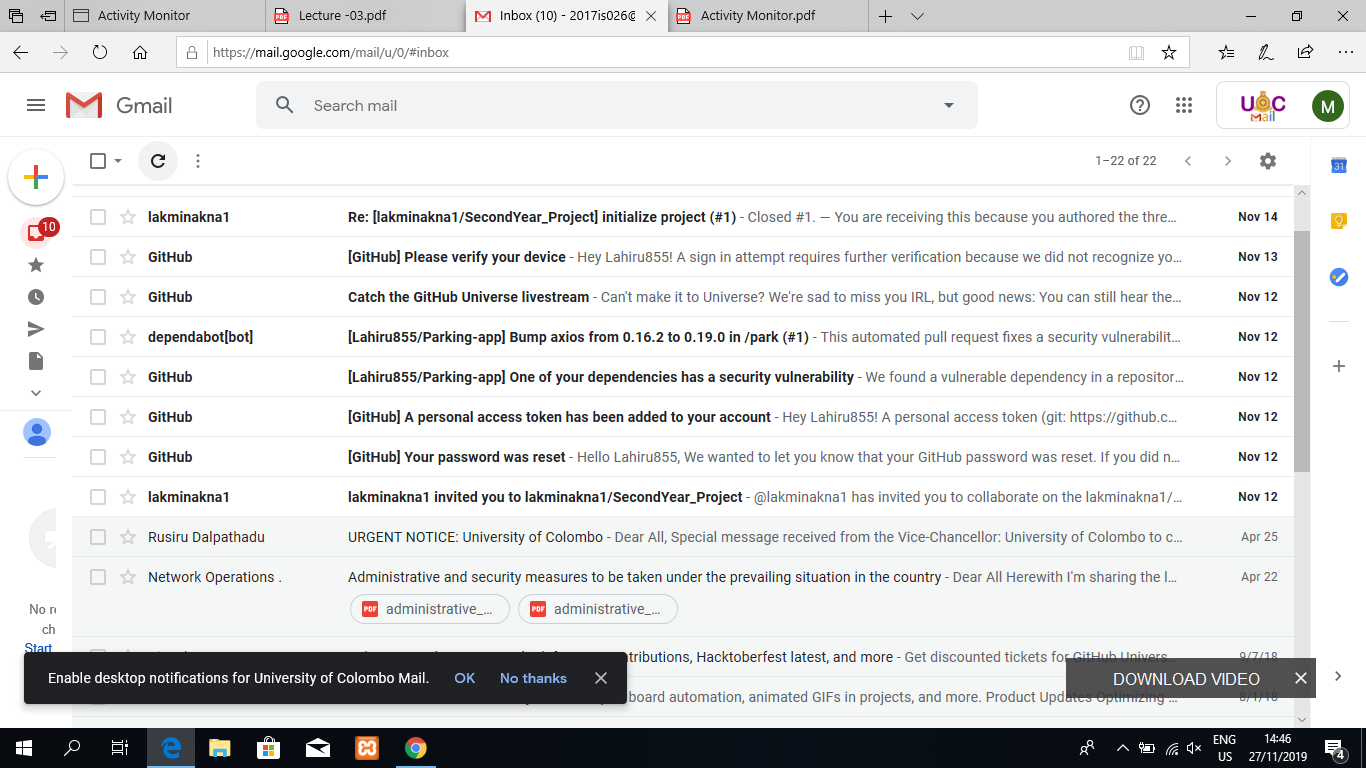 Activity Monitor
Lecture -03.pdf
Inbox (10) - 2017is026@
Activity Monitor.pdf
https://mail.google.com/mail/u/0/#inbox
Gmail
Search mail
UOC
Mail
M
1–22 of 22
31
10
lakminakna1 Re: [lakminakna1/SecondYear_Project] initialize project (#1) - Closed #1. — You are receiving this because you authored the thre… Nov 14
GitHub [GitHub] Please verify your device - Hey Lahiru855! A sign in attempt requires further verification because we did not recognize yo… Nov 13
GitHub Catch the GitHub Universe livestream - Can't make it to Universe? We're sad to miss you IRL, but good news: You can still hear the… Nov 12
dependabot[bot] [Lahiru855/Parking-app] Bump axios from 0.16.2 to 0.19.0 in /park (#1) - This automated pull request fixes a security vulnerabilit… Nov 12
GitHub [Lahiru855/Parking-app] One of your dependencies has a security vulnerability - We found a vulnerable dependency in a repositor… Nov 12
GitHub [GitHub] A personal access token has been added to your account - Hey Lahiru855! A personal access token (git: https://github.c… Nov 12
GitHub [GitHub] Your password was reset - Hello Lahiru855, We wanted to let you know that your GitHub password was reset. If you did n… Nov 12
lakminakna1 lakminakna1 invited you to lakminakna1/SecondYear_Project - @lakminakna1 has invited you to collaborate on the lakminakna1/… Nov 12
Rusiru Dalpathadu URGENT NOTICE: University of Colombo - Dear All, Special message received from the Vice-Chancellor: University of Colombo to c… Apr 25
Network Operations . Administrative and security measures to be taken under the prevailing situation in the country - Dear All Herewith I'm sharing the l… Apr 22
PDF administrative_… PDF administrative_…
No re
ch
Start
ntributions, Hacktoberfest latest, and more - Get discounted tickets for GitHub Univers… 9/7/18
Enable desktop notifications for University of Colombo Mail. OK No thanks
DOWNLOAD VIDEO
board automation, animated GIFs in projects, and more. Product Updates Optimizing … 8/1/18
ENG
US
14:46
27/11/2019
4